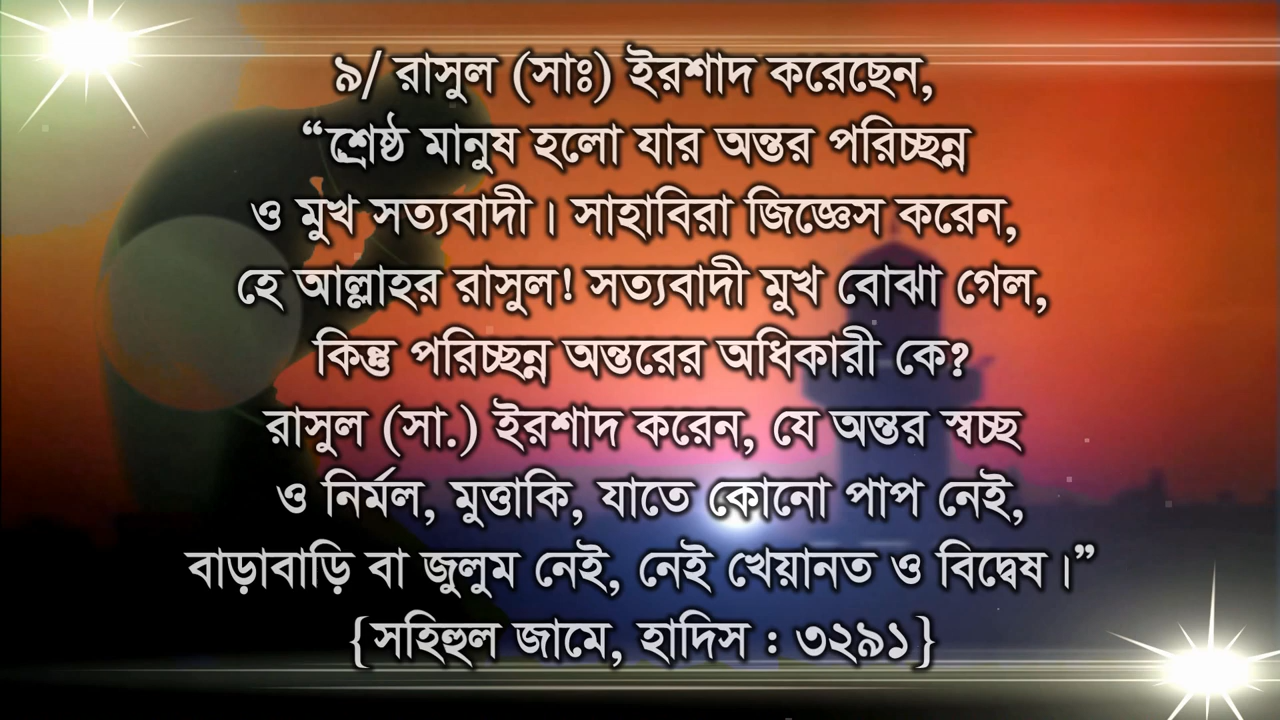 ৯/ রাসুল (সাঃ) ইরশাদ করেছেন,
“শ্রেষ্ঠ মানুষ হলো যার অন্তর পরিচ্ছন্ন
ও মুখ সত্যবাদী। সাহাবিরা জিজ্ঞেস করেন,
হে আল্লাহর রাসুল! সত্যবাদী মুখ বোঝা গেল,
কিন্তু পরিচ্ছন্ন অন্তরের অধিকারী কে?
রাসুল (সা.) ইরশাদ করেন, যে অন্তর স্বচ্ছ
ও নির্মল, মুত্তাকি, যাতে কোনো পাপ নেই,
বাড়াবাড়ি বা জুলুম নেই, নেই খেয়ানত ও বিদ্বেষ।”
{সহিহুল জামে, হাদিস : ৩২৯১}